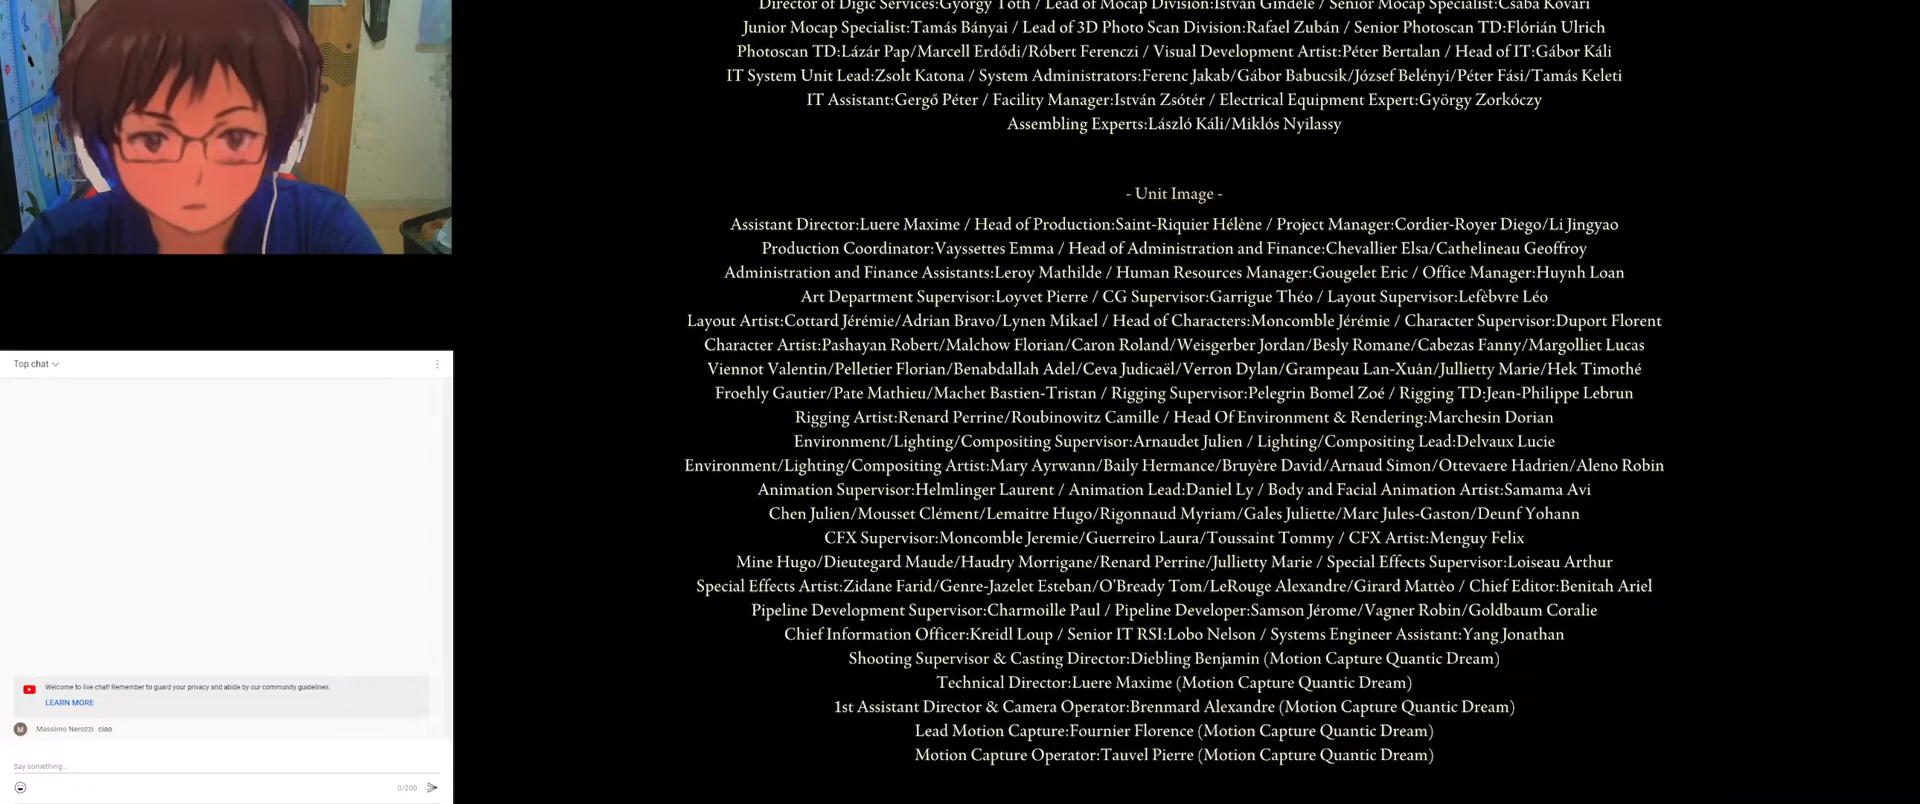 Director of Digic Services:György Tóth / Lead of Mocap Division:István Gindele / Senior Mocap Specialist:Csaba Kővári
Junior Mocap Specialist:Tamás Bányai / Lead of 3D Photo Scan Division:Rafael Zubán / Senior Photoscan TD:Flórián Ulrich
Photoscan TD:Lázár Pap/Marcell Erdődi/Róbert Ferenczi / Visual Development Artist:Péter Bertalan / Head of IT:Gábor Káli
IT System Unit Lead:Zsolt Katona / System Administrators:Ferenc Jakab/Gábor Babucsik/József Belényi/Péter Fási/Tamás Keleti
IT Assistant:Gergő Péter / Facility Manager:István Zsótér / Electrical Equipment Expert:György Zorkóczy
Assembling Experts:László Káli/Miklós Nyilassy
- Unit Image -
Assistant Director:Luere Maxime / Head of Production:Saint-Riquier Hélène / Project Manager:Cordier-Royer Diego/Li Jingyao
Production Coordinator:Vayssettes Emma / Head of Administration and Finance:Chevallier Elsa/Cathelineau Geoffroy
Administration and Finance Assistants:Leroy Mathilde / Human Resources Manager:Gougelet Eric / Office Manager:Huynh Loan
Art Department Supervisor:Loyvet Pierre / CG Supervisor:Garrigue Théo / Layout Supervisor:Lefèbvre Léo
Layout Artist:Cottard Jérémie/Adrian Bravo/Lynen Mikael / Head of Characters:Moncomble Jérémie / Character Supervisor:Duport Florent
Character Artist:Pashayan Robert/Malchow Florian/Caron Roland/Weisgerber Jordan/Besly Romane/Cabezas Fanny/Margolliet Lucas
Viennot Valentin/Pelletier Florian/Benabdallah Adel/Ceva Judicaël/Verron Dylan/Grampeau Lan-Xuân/Jullietty Marie/Hek Timothé
Froehly Gautier/Pate Mathieu/Machet Bastien-Tristan / Rigging Supervisor:Pelegrin Bomel Zoé / Rigging TD:Jean-Philippe Lebrun
Rigging Artist:Renard Perrine/Roubinowitz Camille / Head Of Environment & Rendering:Marchesin Dorian
Environment/Lighting/Compositing Supervisor:Arnaudet Julien / Lighting/Compositing Lead:Delvaux Lucie
Environment/Lighting/Compositing Artist:Mary Ayrwann/Baily Hermance/Bruyère David/Arnaud Simon/Ottevaere Hadrien/Aleno Robin
Animation Supervisor:Helmlinger Laurent / Animation Lead:Daniel Ly / Body and Facial Animation Artist:Samama Avi
Chen Julien/Mousset Clément/Lemaitre Hugo/Rigonnaud Myriam/Gales Juliette/Marc Jules-Gaston/Deunf Yohann
CFX Supervisor:Moncomble Jeremie/Guerreiro Laura/Toussaint Tommy / CFX Artist:Menguy Felix
Mine Hugo/Dieutegard Maude/Haudry Morrigane/Renard Perrine/Jullietty Marie / Special Effects Supervisor:Loiseau Arthur
Special Effects Artist:Zidane Farid/Genre-Jazelet Esteban/O'Bready Tom/LeRouge Alexandre/Girard Mattèo / Chief Editor:Benitah Ariel
Pipeline Development Supervisor:Charmoille Paul / Pipeline Developer:Samson Jérome/Vagner Robin/Goldbaum Coralie
Chief Information Officer:Kreidl Loup / Senior IT RSI:Lobo Nelson / Systems Engineer Assistant:Yang Jonathan
Shooting Supervisor & Casting Director:Diebling Benjamin (Motion Capture Quantic Dream)
Technical Director:Luere Maxime (Motion Capture Quantic Dream)
1st Assistant Director & Camera Operator:Brenmard Alexandre (Motion Capture Quantic Dream)
Lead Motion Capture:Fournier Florence (Motion Capture Quantic Dream)
Motion Capture Operator:Tauvel Pierre (Motion Capture Quantic Dream)
Top chat
Welcome to live chat! Remember to guard your privacy and abide by our community guidelines.
LEARN MORE
M Massimo Nerozzi ciao
Say something...
0/200